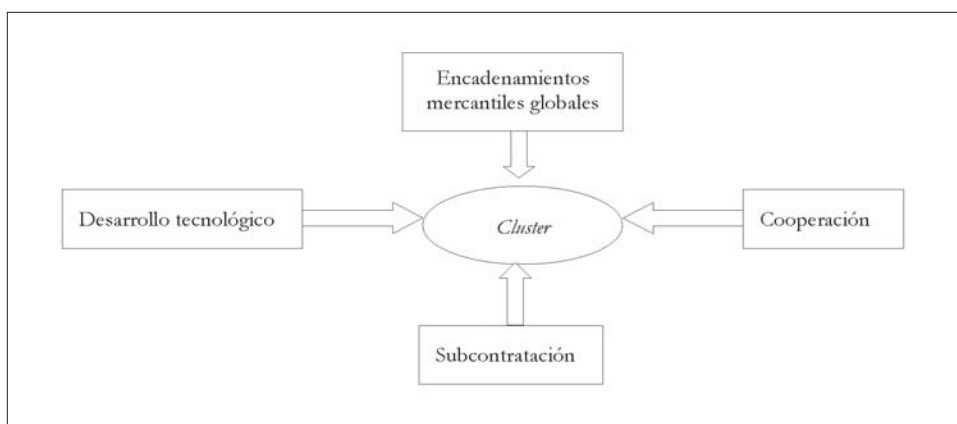 Encadenamientos
mercantiles globales
Desarrollo tecnológico
Cluster
Cooperación
Subcontratación